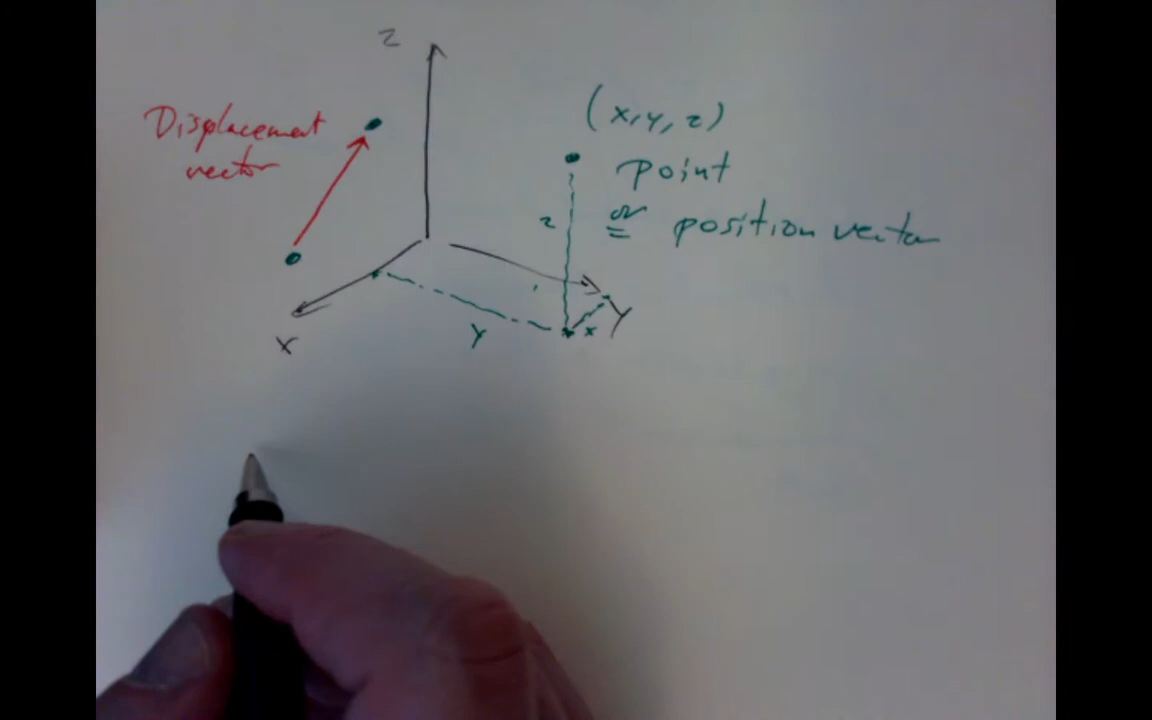 z
Displacement
vector
(x,y,z)
point
z
or position vector
x
y
x
y